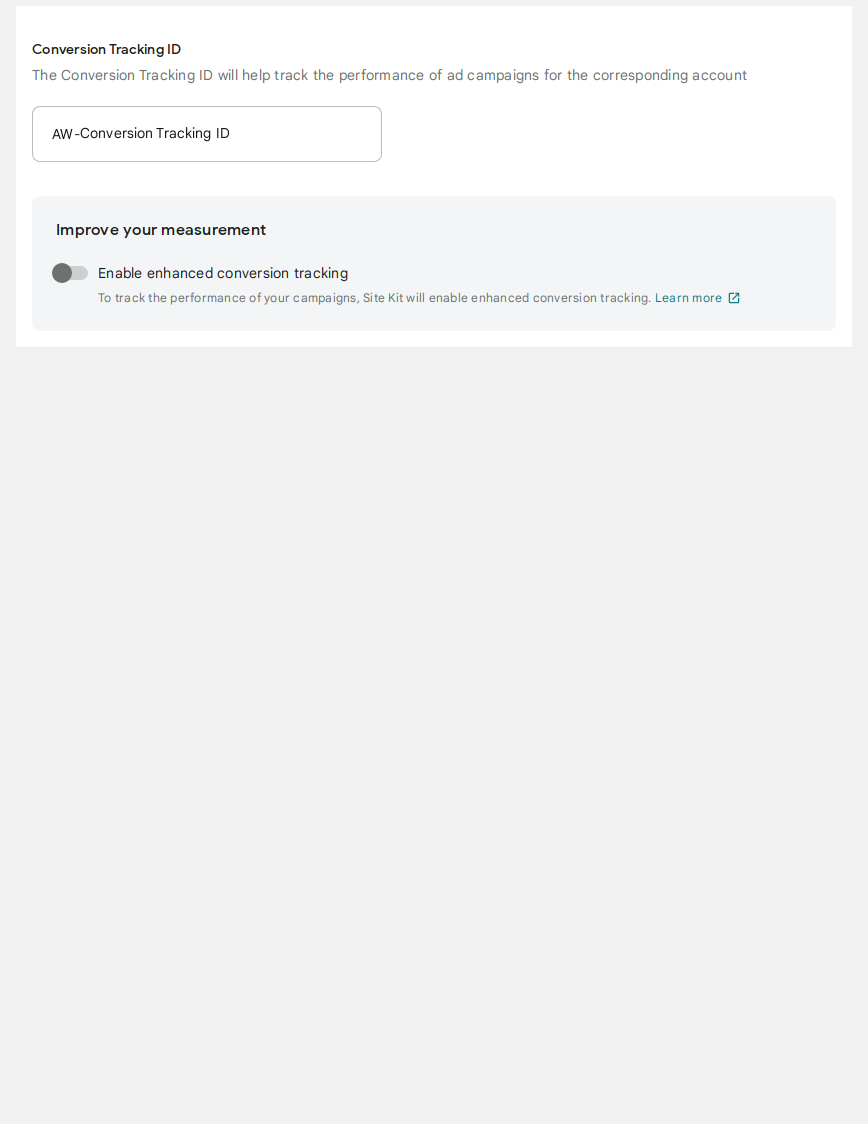 Conversion Tracking ID
The Conversion Tracking ID will help track the performance of ad campaigns for the corresponding account
AW-Conversion Tracking ID
Improve your measurement
Enable enhanced conversion tracking
To track the performance of your campaigns, Site Kit will enable enhanced conversion tracking. Learn more